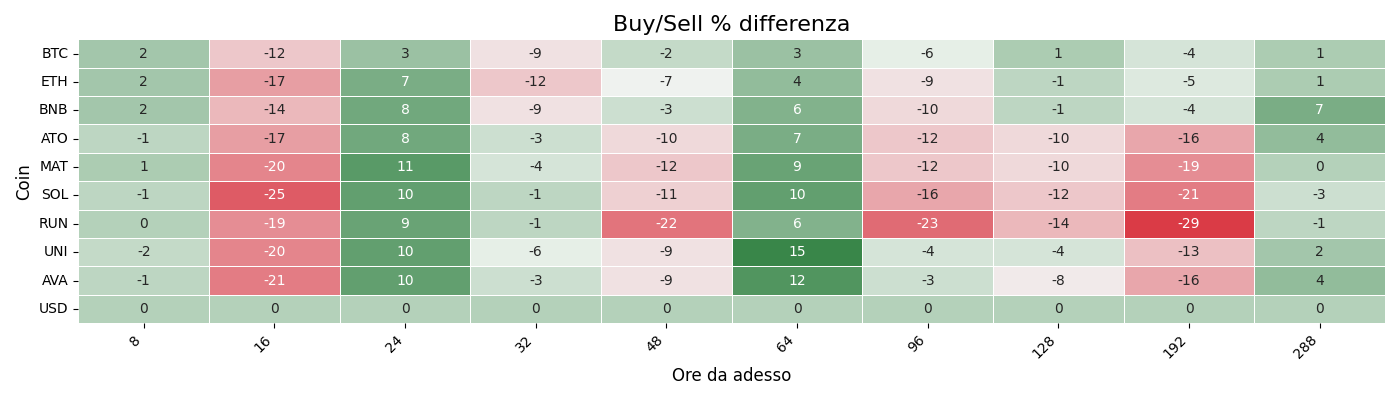 Buy/Sell % differenza
Coin
BTC 2 -12 3 -9 -2 3 -6 1 -4 1
ETH 2 -17 7 -12 -7 4 -9 -1 -5 1
BNB 2 -14 8 -9 -3 6 -10 -1 -4 7
ATO -1 -17 8 -3 -10 7 -12 -10 -16 4
MAT 1 -20 11 -4 -12 9 -12 -10 -19 0
SOL -1 -25 10 -1 -11 10 -16 -12 -21 -3
RUN 0 -19 9 -1 -22 6 -23 -14 -29 -1
UNI -2 -20 10 -6 -9 15 -4 -4 -13 2
AVA -1 -21 10 -3 -9 12 -3 -8 -16 4
USD 0 0 0 0 0 0 0 0 0 0
8 16 24 32 48 64 96 128 192 288
Ore da adesso